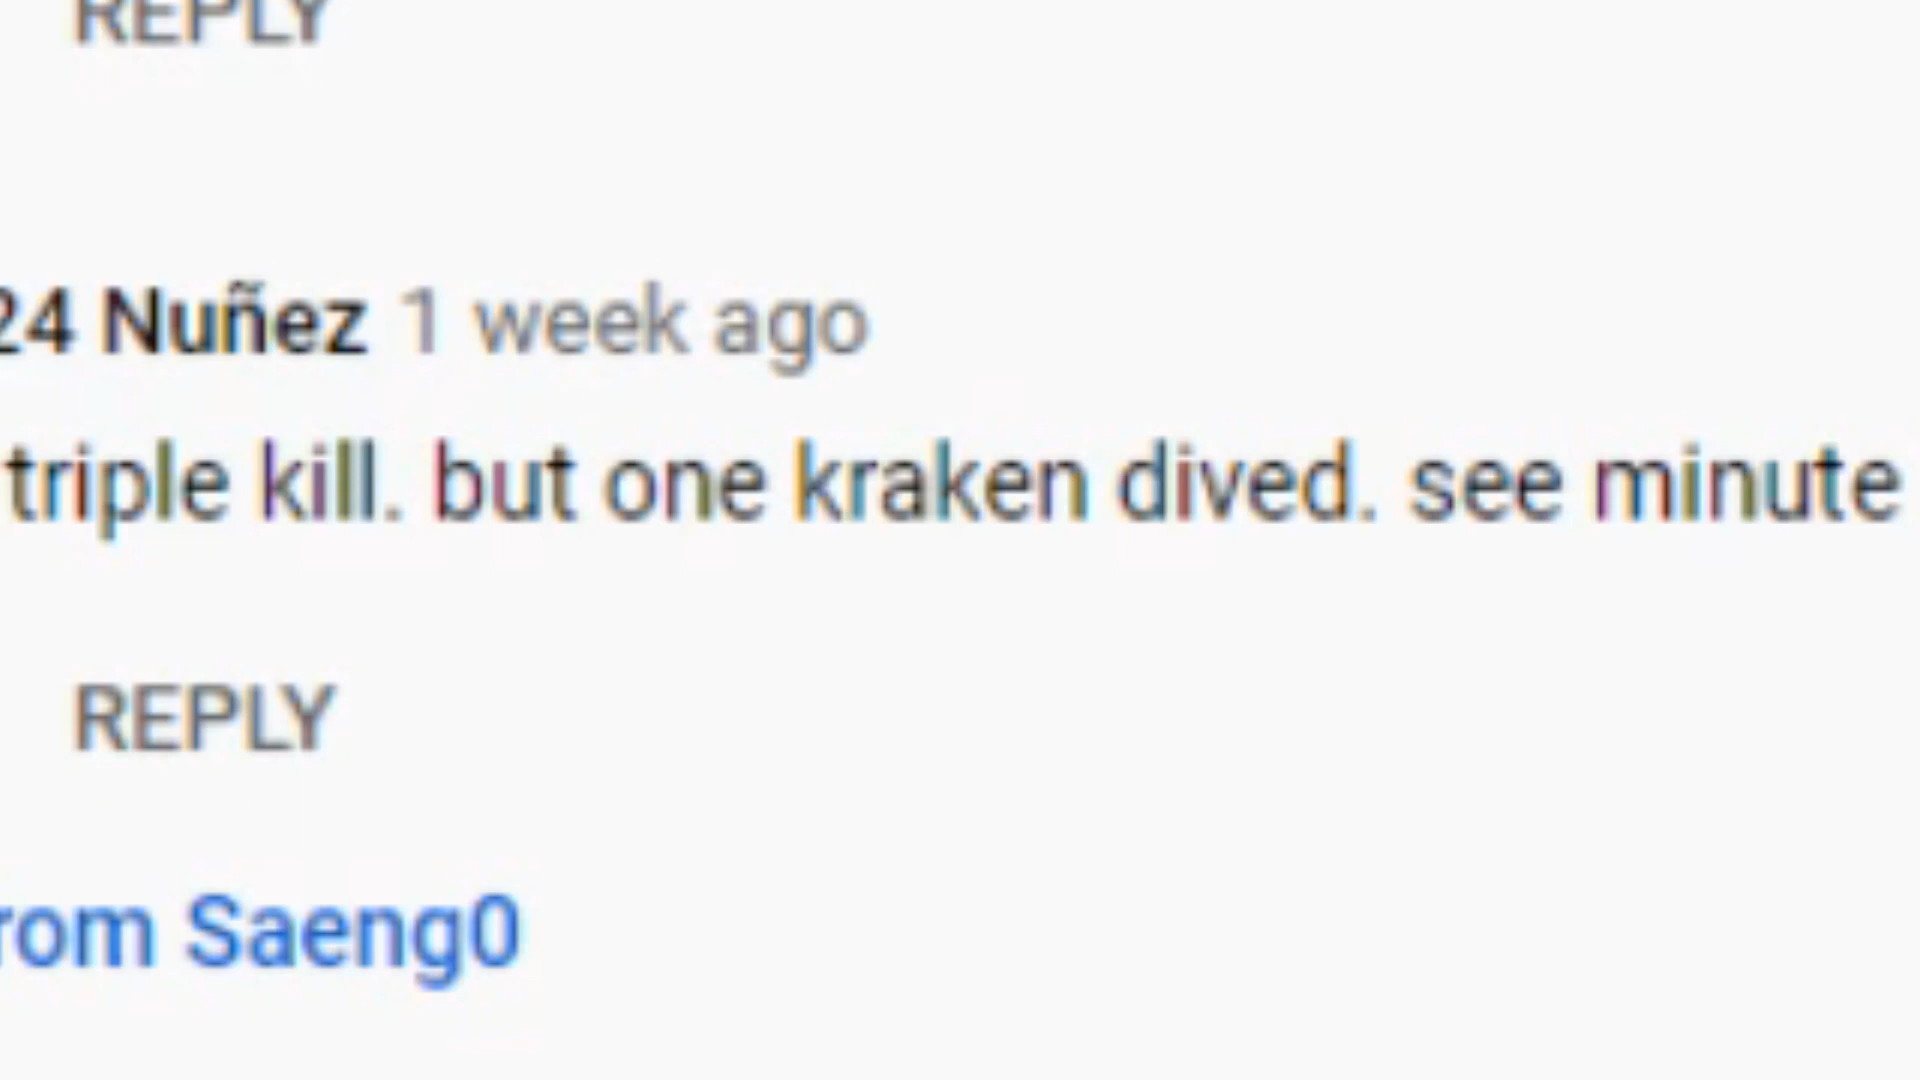 REPLY
24 Nuñez 1 week ago
triple kill. but one kraken dived. see minute
REPLY
rom Saeng0